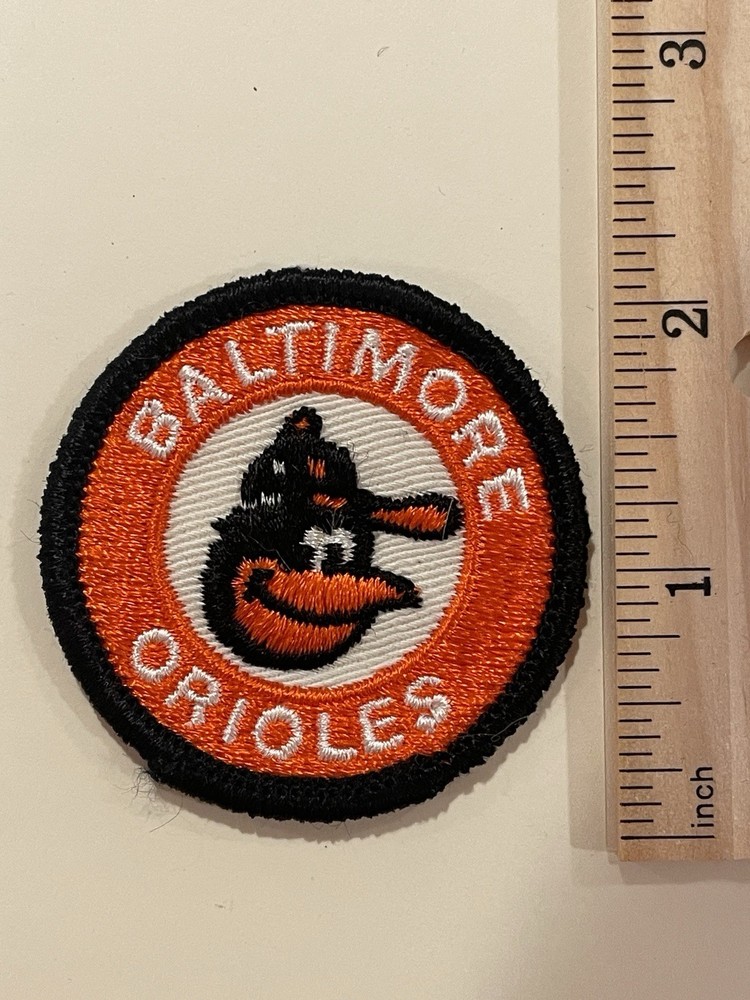 BALTIMORE
ORIOLES
3
2
1
inch